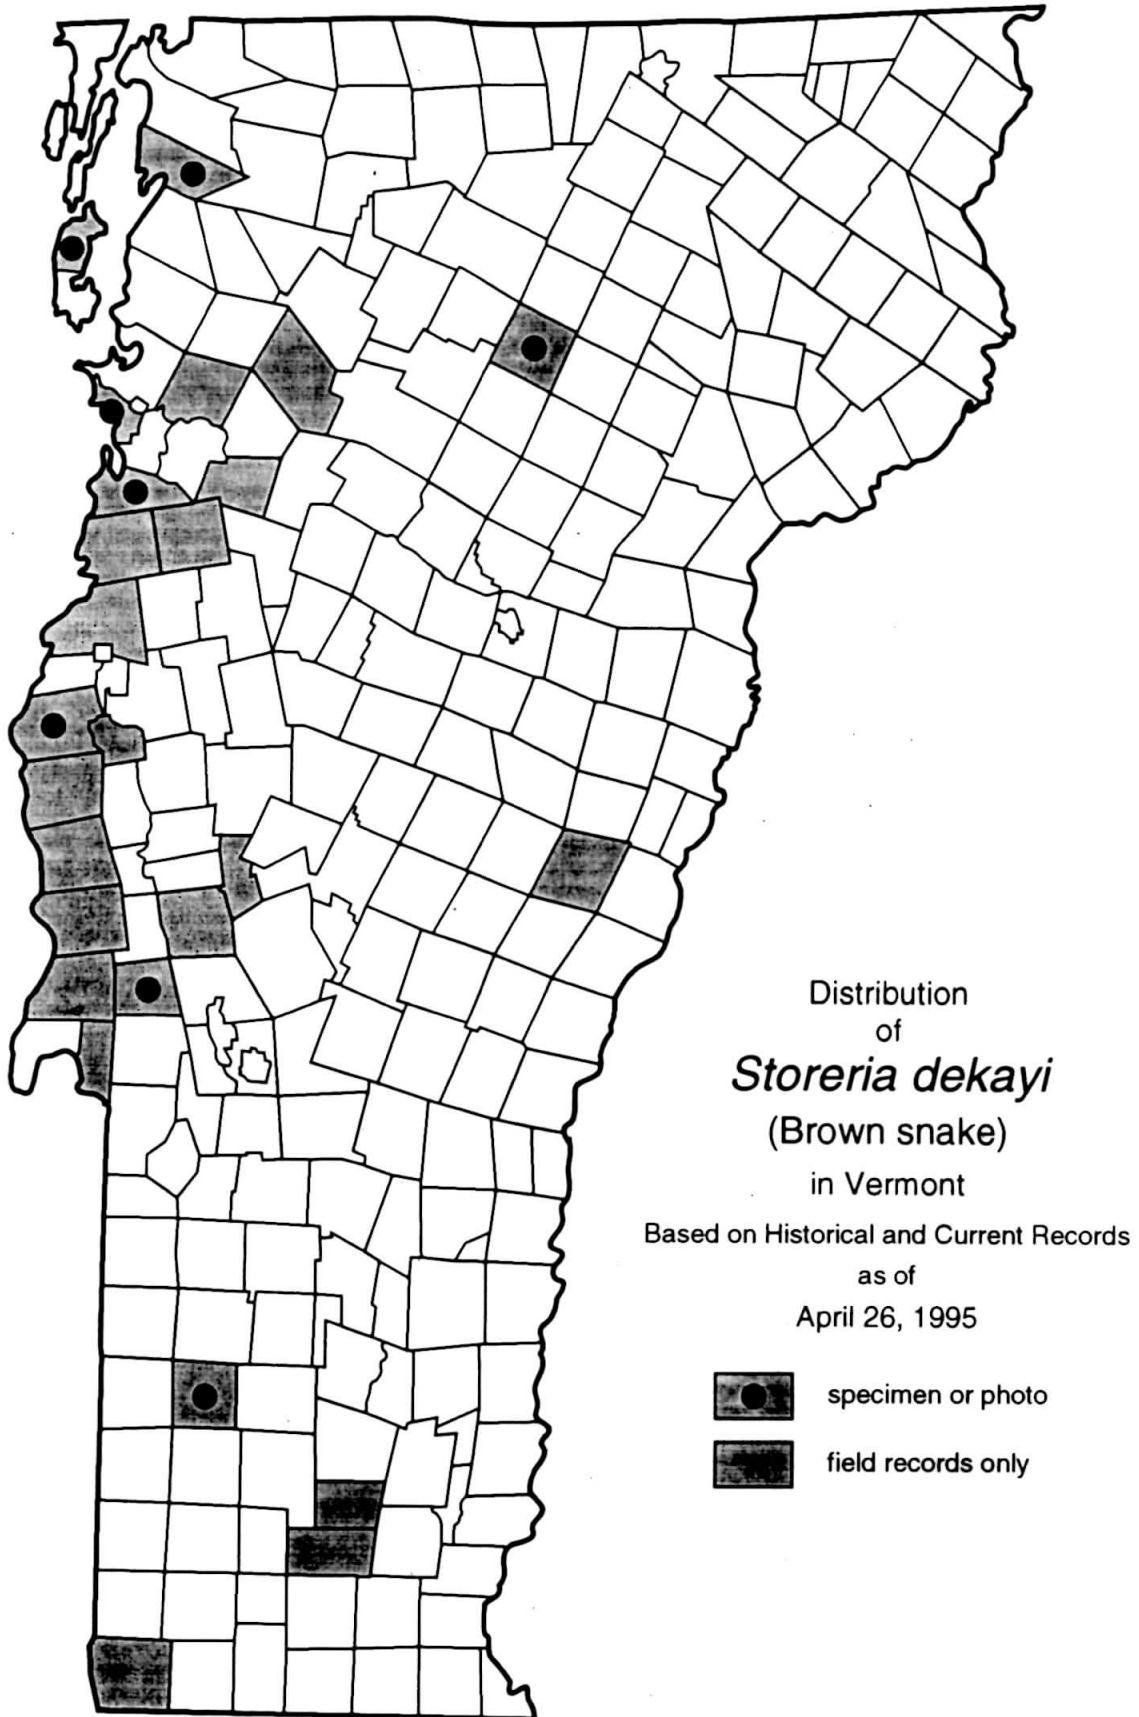 Distribution
of
Storeria dekayi
(Brown snake)
in Vermont
Based on Historical and Current Records
as of
April 26, 1995
specimen or photo
field records only